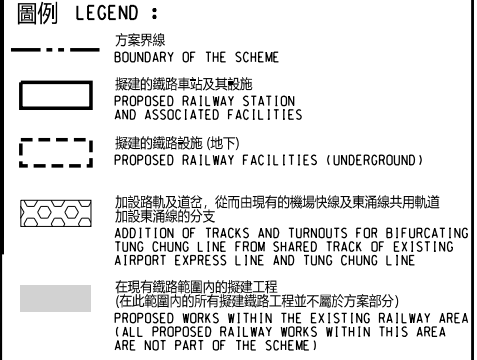 圖例 LEGEND :
方案界線
BOUNDARY OF THE SCHEME
擬建的鐵路車站及其設施
PROPOSED RAILWAY STATION
AND ASSOCIATED FACILITIES
擬建的鐵路設施 (地下)
PROPOSED RAILWAY FACILITIES (UNDERGROUND)
加設路軌及道岔, 從而由現有的機場快線及東涌線共用軌道
加設東涌線的分支
ADDITION OF TRACKS AND TURNOUTS FOR BIFURCATING
TUNG CHUNG LINE FROM SHARED TRACK OF EXISTING
AIRPORT EXPRESS LINE AND TUNG CHUNG LINE
在現有鐵路範圍內的擬建工程
(在此範圍內的所有擬建鐵路工程並不屬於方案部分)
PROPOSED WORKS WITHIN THE EXISTING RAILWAY AREA
(ALL PROPOSED RAILWAY WORKS WITHIN THIS AREA
ARE NOT PART OF THE SCHEME)